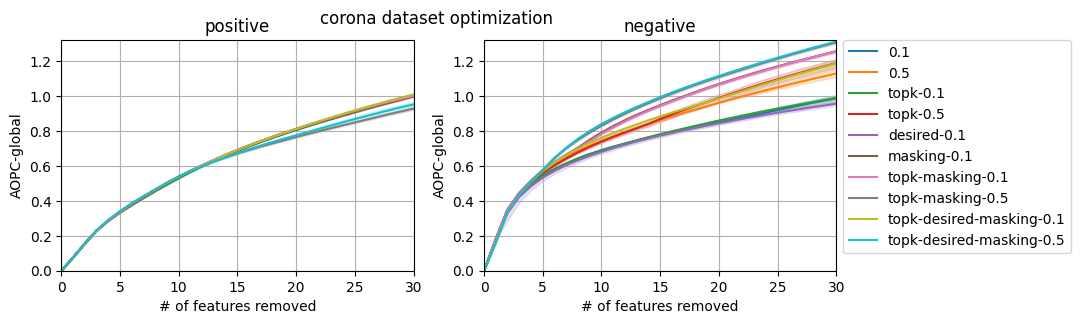 corona dataset optimization
positive
negative
AOPC-global
0.0
0.2
0.4
0.6
0.8
1.0
1.2
0 5 10 15 20 25 30
# of features removed
AOPC-global
0.0
0.2
0.4
0.6
0.8
1.0
1.2
0 5 10 15 20 25 30
# of features removed
0.1
0.5
topk-0.1
topk-0.5
desired-0.1
masking-0.1
topk-masking-0.1
topk-masking-0.5
topk-desired-masking-0.1
topk-desired-masking-0.5